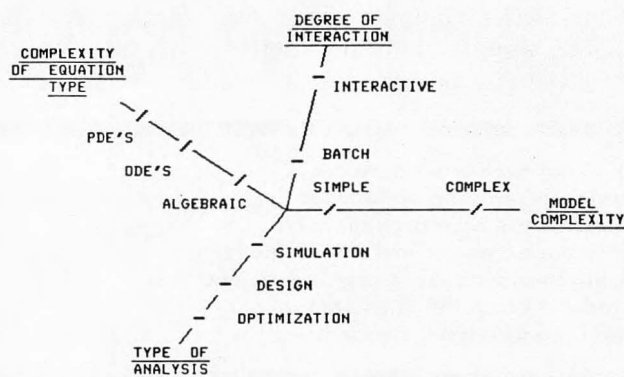 DEGREE OF
INTERACTION
COMPLEXITY
OF EQUATION
TYPE
INTERACTIVE
PDE'S
ODE'S
BATCH
ALGEBRAIC
SIMPLE
COMPLEX
MODEL
COMPLEXITY
SIMULATION
DESIGN
OPTIMIZATION
TYPE OF
ANALYSIS